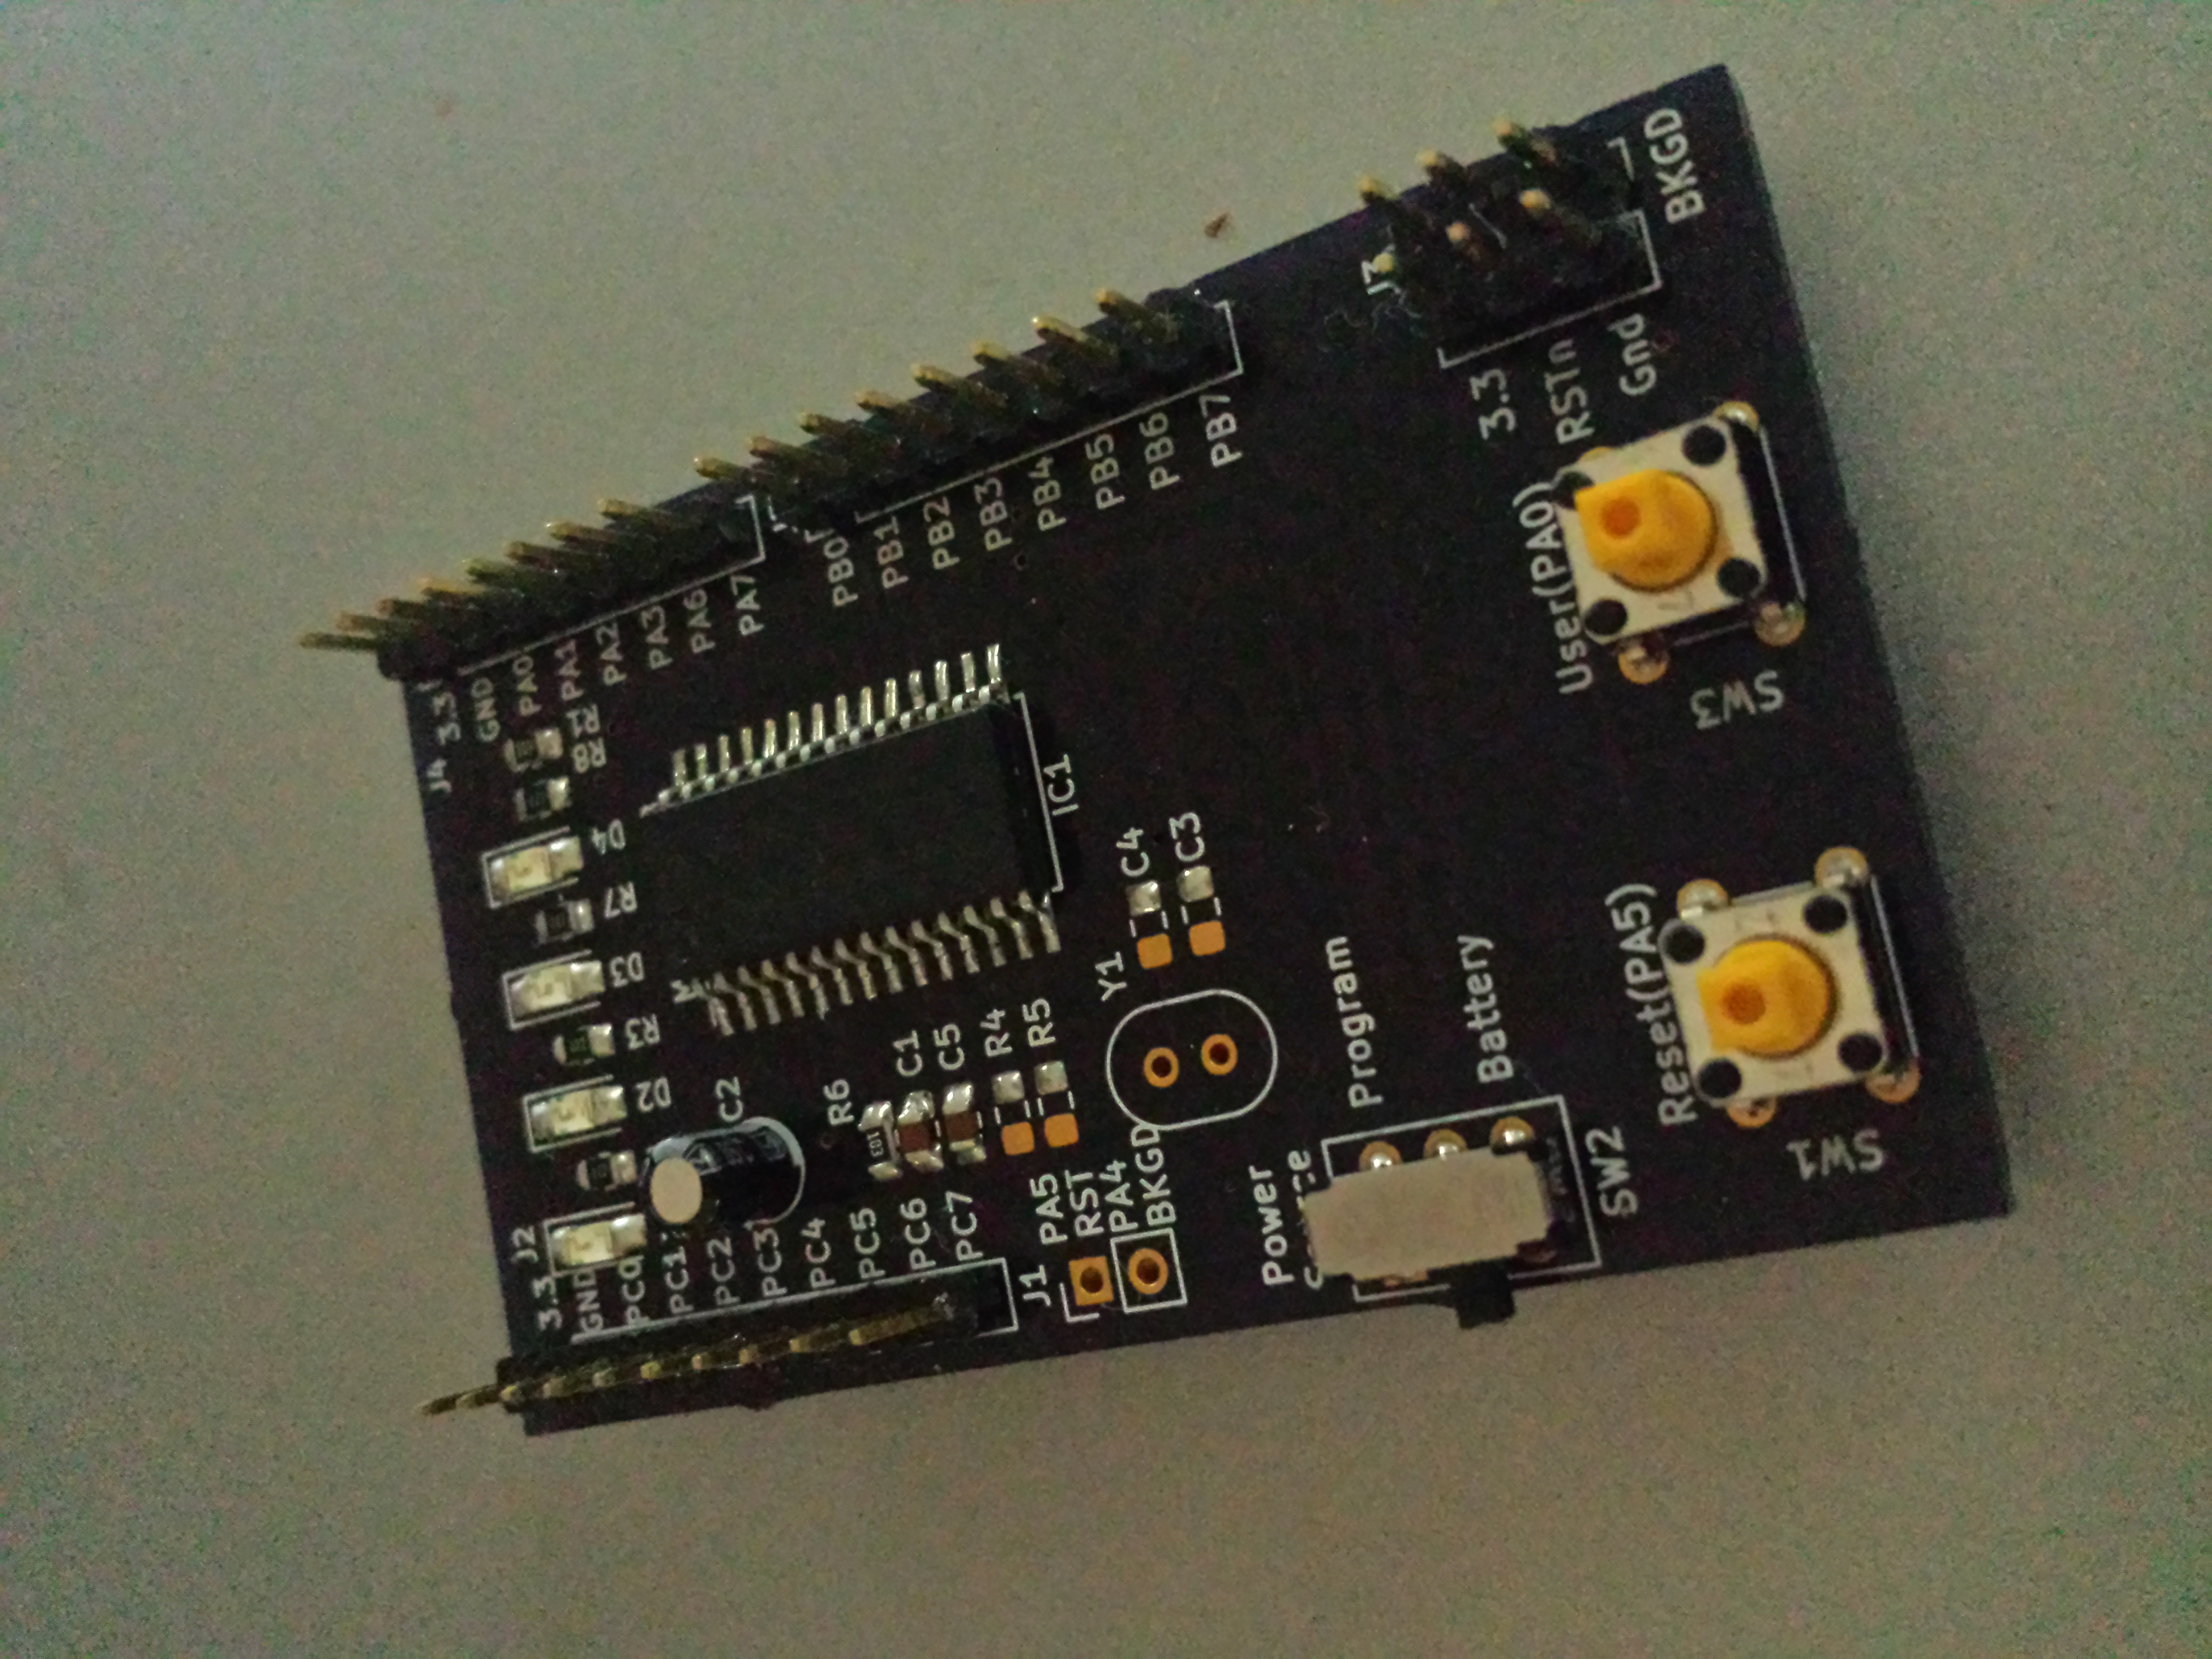 J4
3.3
GND
PA0
PA1
PA2
PA3
PA6
PA7
J2
3.3
GND
PC0
PC1
PC2
PC3
PC4
PC5
PC6
PC7
D2
R3
D3
R7
D4
R8
R1
C2
R6
103
C1
C5
R4
R5
IC1
PB0
PB1
PB2
PB3
PB4
PB5
PB6
PB7
J1
PA5
RST
PA4
BKGD
Y1
C4
C3
Power
Program
Battery
SW2
J3
3.3
RSTn
Gnd
BKGD
User(PA0)
SW3
Reset(PA5)
SW1